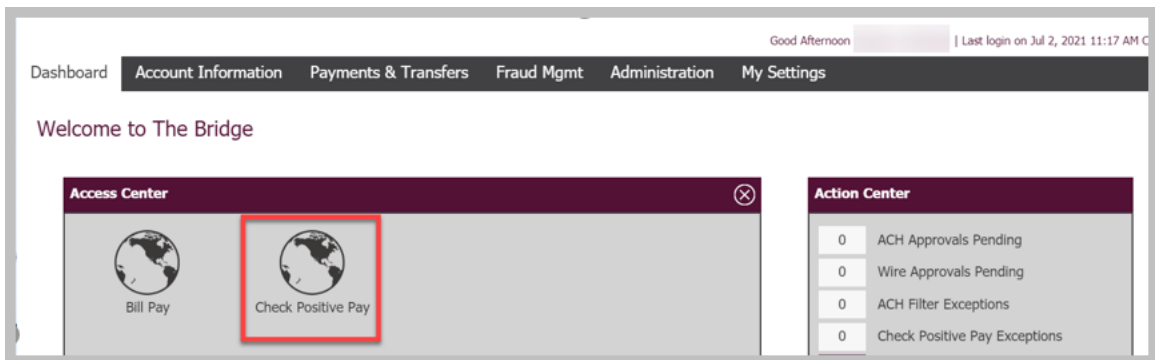 Good Afternoon | Last login on Jul 2, 2021 11:17 AM C
Dashboard Account Information Payments & Transfers Fraud Mgmt Administration My Settings
Welcome to The Bridge
Access Center
Bill Pay Check Positive Pay
Action Center
0 ACH Approvals Pending
0 Wire Approvals Pending
0 ACH Filter Exceptions
0 Check Positive Pay Exceptions